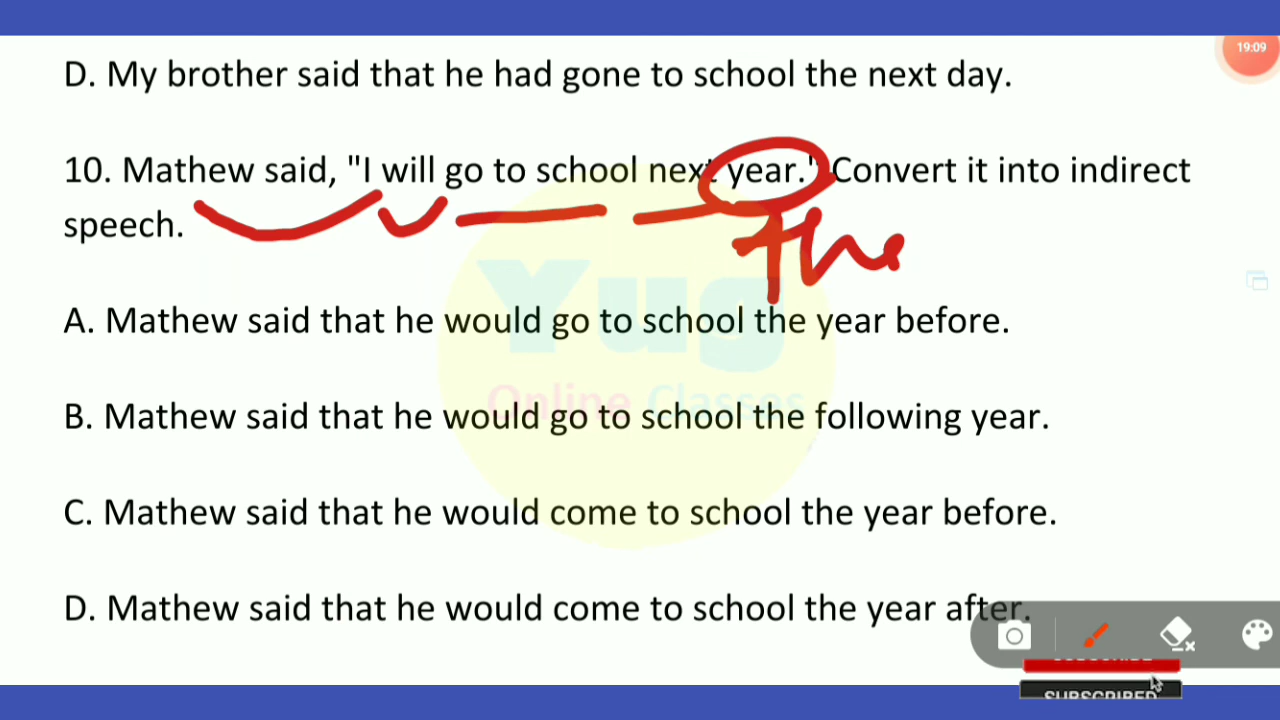 19:09
D. My brother said that he had gone to school the next day.
10. Mathew said, "I will go to school next year." Convert it into indirect
speech.
The
A. Mathew said that he would go to school the year before.
Yug
Online Classes
B. Mathew said that he would go to school the following year.
C. Mathew said that he would come to school the year before.
D. Mathew said that he would come to school the year after.
SUBSCRIBED